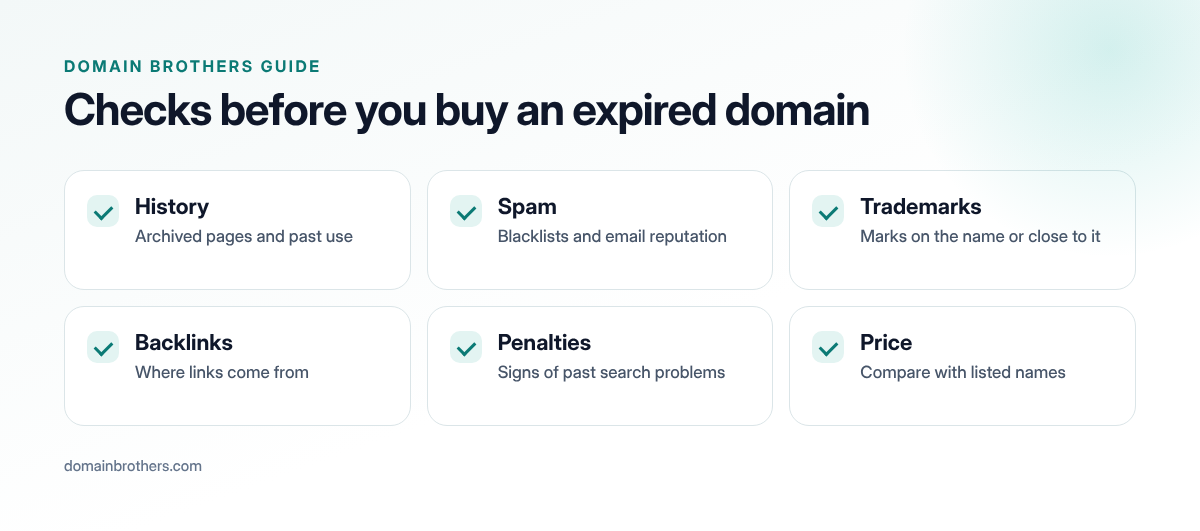 DOMAIN BROTHERS GUIDE
Checks before you buy an expired domain
History
Archived pages and past use
Spam
Blacklists and email reputation
Trademarks
Marks on the name or close to it
Backlinks
Where links come from
Penalties
Signs of past search problems
Price
Compare with listed names
domainbrothers.com